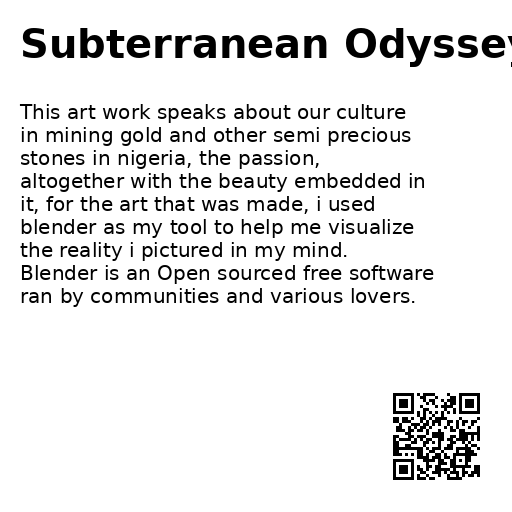 Subterranean Odyssey
This art work speaks about our culture
in mining gold and other semi precious
stones in nigeria, the passion,
altogether with the beauty embedded in
it, for the art that was made, i used
blender as my tool to help me visualize
the reality i pictured in my mind.
Blender is an Open sourced free software
ran by communities and various lovers.